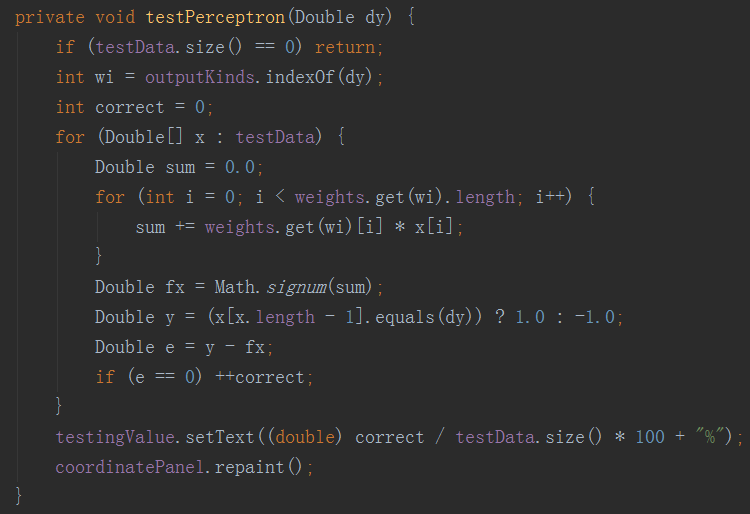 private void testPerceptron(Double dy) {
    if (testData.size() == 0) return;
    int wi = outputKinds.indexOf(dy);
    int correct = 0;
    for (Double[] x : testData) {
        Double sum = 0.0;
        for (int i = 0; i < weights.get(wi).length; i++) {
            sum += weights.get(wi)[i] * x[i];
        }
        Double fx = Math.signum(sum);
        Double y = (x[x.length - 1].equals(dy)) ? 1.0 : -1.0;
        Double e = y - fx;
        if (e == 0) ++correct;
    }
    testingValue.setText((double) correct / testData.size() * 100 + "%");
    coordinatePanel.repaint();
}